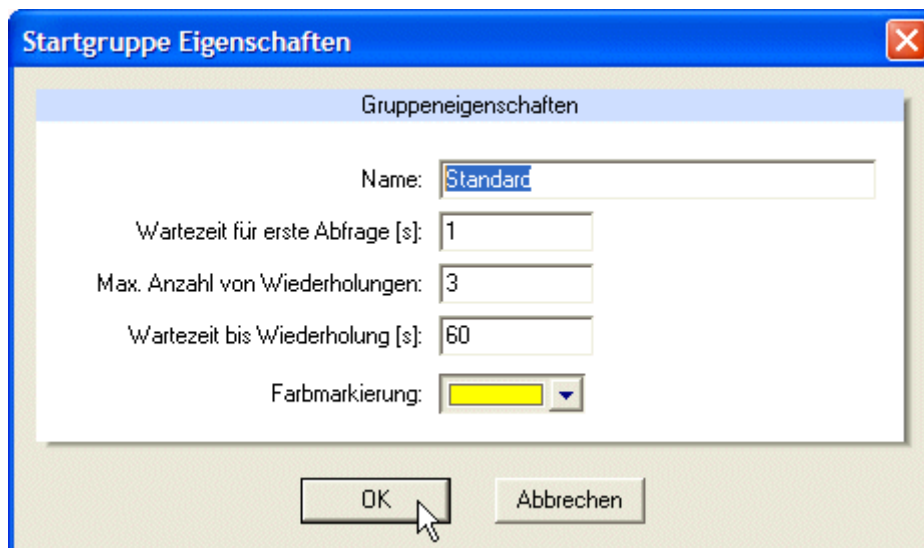 Startgruppe Eigenschaften
Gruppeneigenschaften
Name: Standard
Wartezeit für erste Abfrage [s]: 1
Max. Anzahl von Wiederholungen: 3
Wartezeit bis Wiederholung [s]: 60
Farbmarkierung:
OK Abbrechen